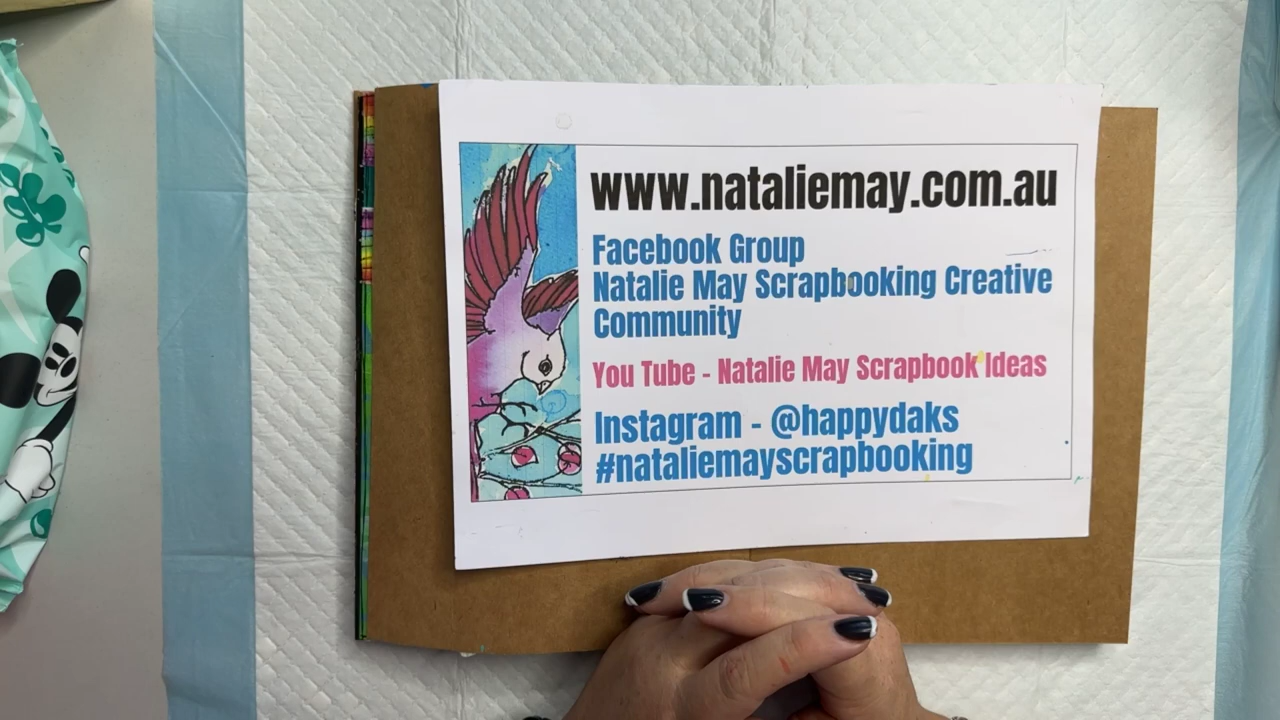 www.nataliemay.com.au
Facebook Group
Natalie May Scrapbooking Creative
Community
You Tube - Natalie May Scrapbook Ideas
Instagram - @happydaks
#nataliemayscrapbooking